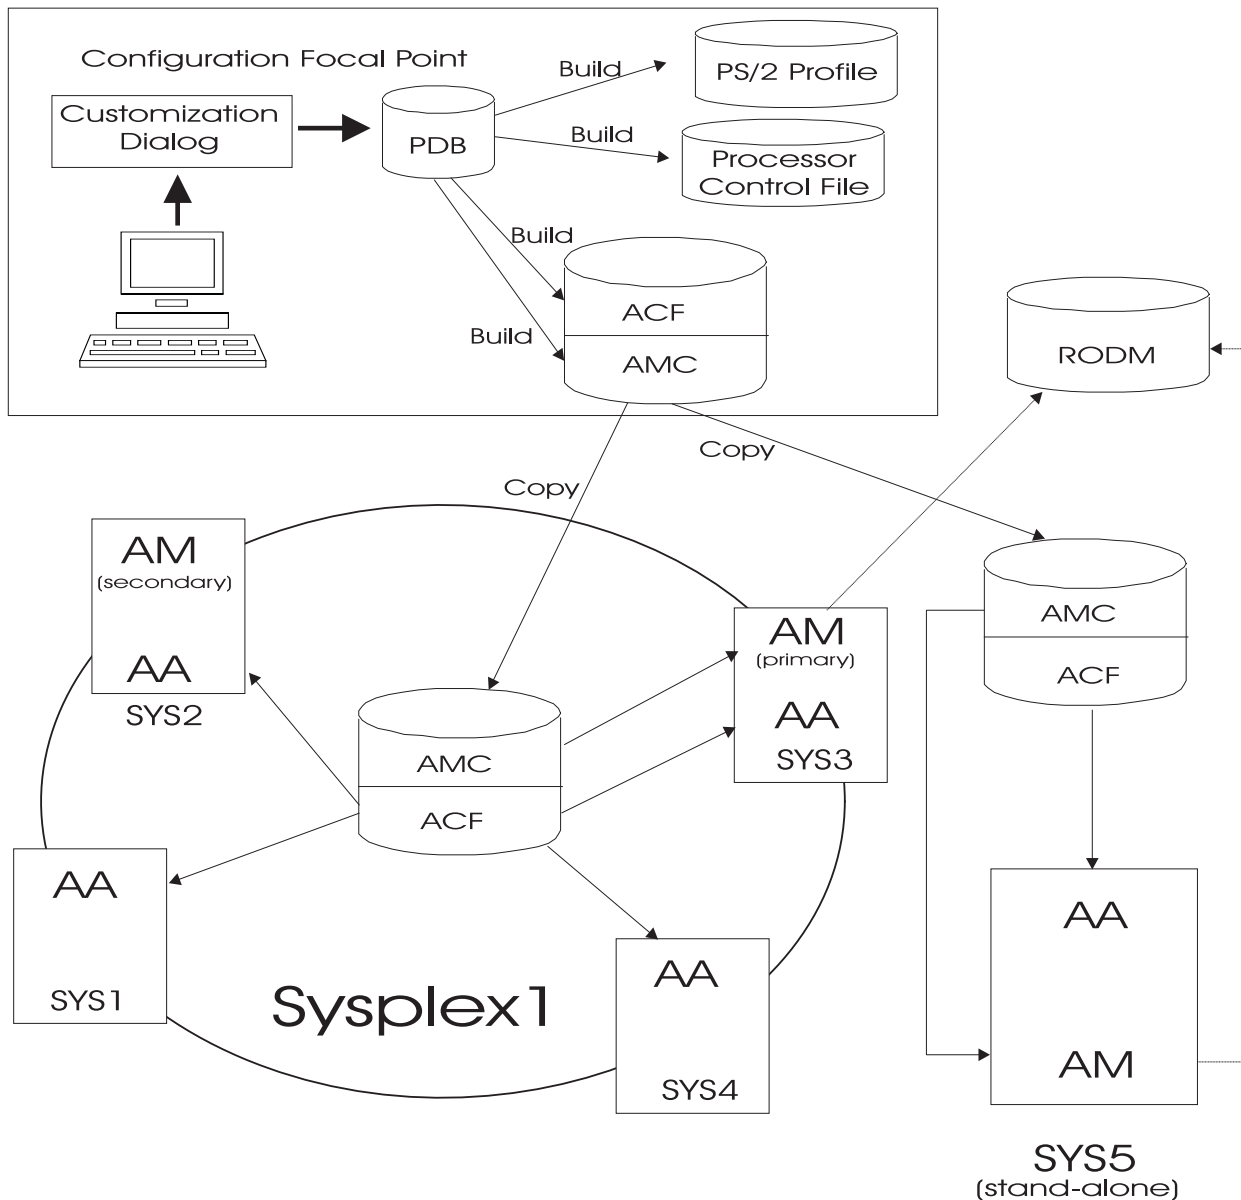 Configuration Focal Point
Customization
Dialog
PDB
Build
PS/2 Profile
Build
Processor
Control File
Build
Build
ACF
AMC
RODM
Copy
Copy
AM
(secondary)
AA
SYS2
AM
(primary)
AA
SYS3
AMC
ACF
AMC
ACF
AA
SYS1
Sysplex1
AA
SYS4
AA
AM
SYS5
(stand-alone)